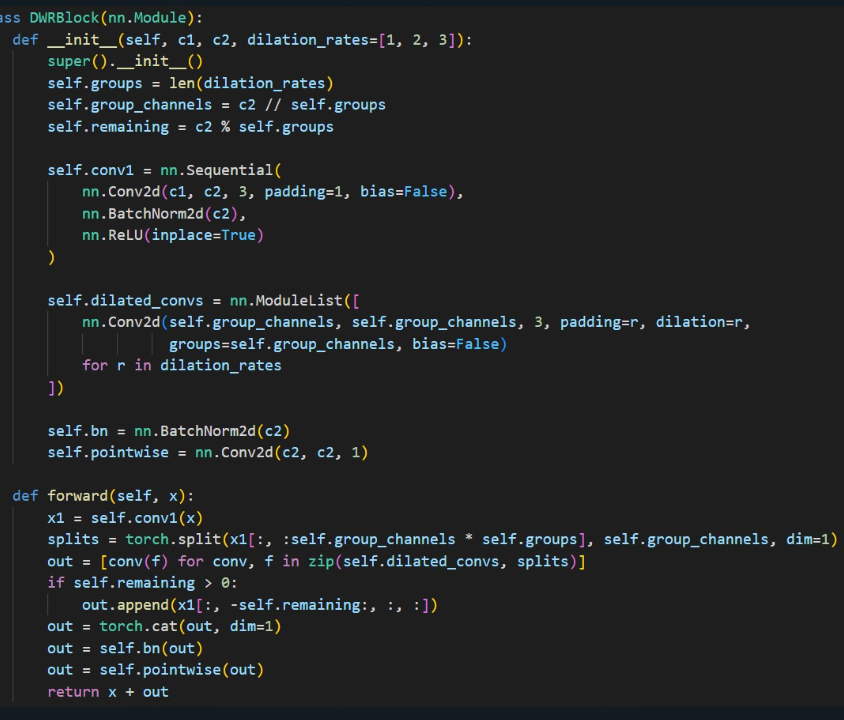 ass DWRBlock(nn.Module):
def __init__(self, c1, c2, dilation_rates=[1, 2, 3]):
super().__init__()
self.groups = len(dilation_rates)
self.group_channels = c2 // self.groups
self.remaining = c2 % self.groups
self.conv1 = nn.Sequential(
nn.Conv2d(c1, c2, 3, padding=1, bias=False),
nn.BatchNorm2d(c2),
nn.ReLU(inplace=True)
)
self.dilated_convs = nn.ModuleList([
nn.Conv2d(self.group_channels, self.group_channels, 3, padding=r, dilation=r,
groups=self.group_channels, bias=False)
for r in dilation_rates
])
self.bn = nn.BatchNorm2d(c2)
self.pointwise = nn.Conv2d(c2, c2, 1)
def forward(self, x):
x1 = self.conv1(x)
splits = torch.split(x1[:, :self.group_channels * self.groups], self.group_channels, dim=1)
out = [conv(f) for conv, f in zip(self.dilated_convs, splits)]
if self.remaining > 0:
out.append(x1[:, -self.remaining:, :, :])
out = torch.cat(out, dim=1)
out = self.bn(out)
out = self.pointwise(out)
return x + out